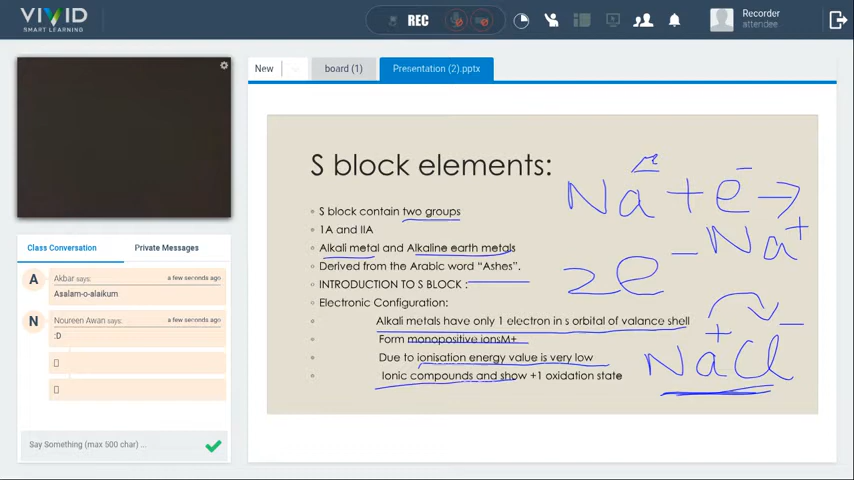 VIVID
SMART LEARNING
REC
Recorder
attendee
New
board (1)
Presentation (2).pptx
S block elements:
S block contain two groups
1A and IIA
Alkali metal and Alkaline earth metals
Derived from the Arabic word “Ashes”.
INTRODUCTION TO S BLOCK :
Electronic Configuration:
Alkali metals have only 1 electron in s orbital of valance shell
Form monopositive ionsM+
Due to ionisation energy value is very low
Ionic compounds and show +1 oxidation state
Na + e- →
2e- Na+
Na+Cl-
Class Conversation
Private Messages
A
Akbar says:
a few seconds ago
Asalam-o-alaikum
N
Noureen Awan says:
a few seconds ago
:D
Say Something (max 500 char) ...